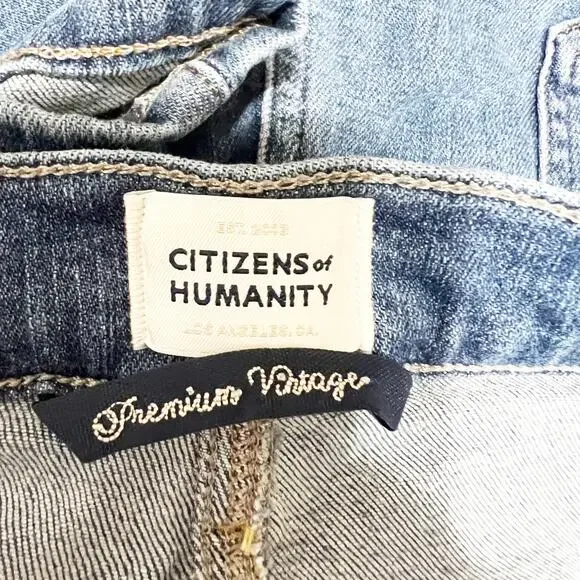 EST. 2003
CITIZENS of
HUMANITY
LOS ANGELES, CA.
Premium Vintage